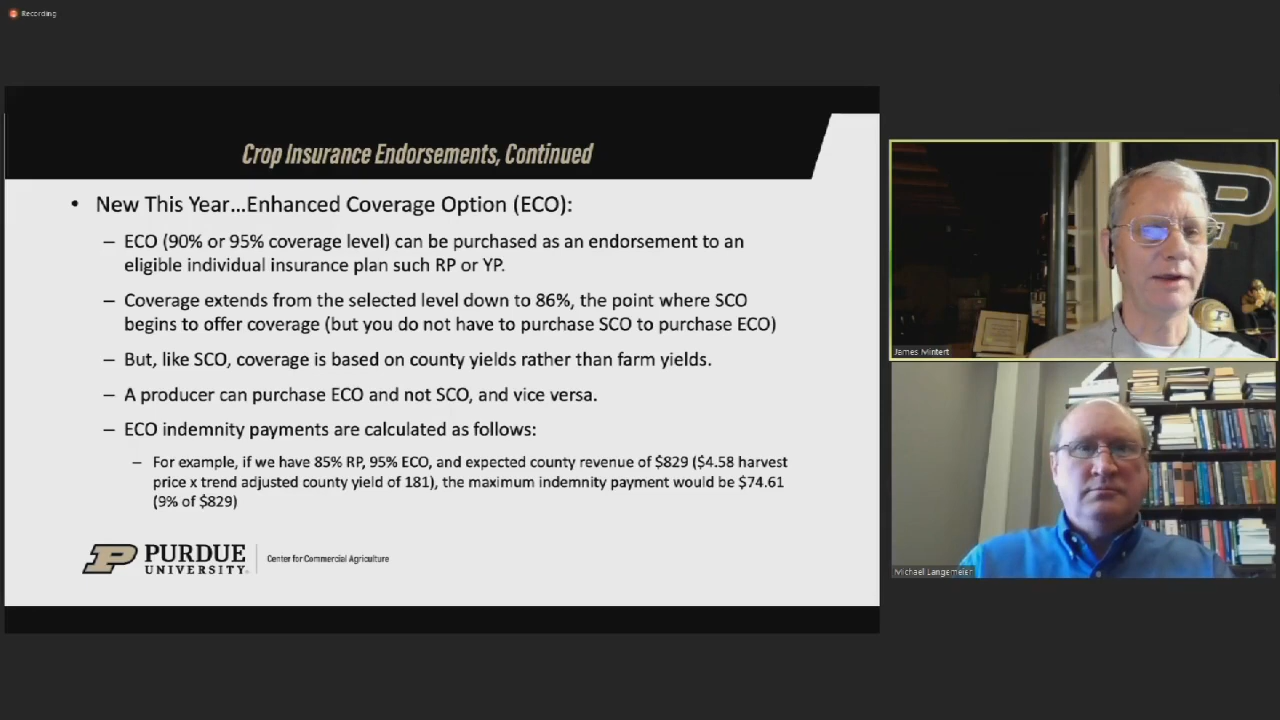 Recording
Crop Insurance Endorsements, Continued
• New This Year...Enhanced Coverage Option (ECO):
– ECO (90% or 95% coverage level) can be purchased as an endorsement to an
eligible individual insurance plan such RP or YP.
– Coverage extends from the selected level down to 86%, the point where SCO
begins to offer coverage (but you do not have to purchase SCO to purchase ECO)
– But, like SCO, coverage is based on county yields rather than farm yields.
– A producer can purchase ECO and not SCO, and vice versa.
– ECO indemnity payments are calculated as follows:
– For example, if we have 85% RP, 95% ECO, and expected county revenue of $829 ($4.58 harvest
price x trend adjusted county yield of 181), the maximum indemnity payment would be $74.61
(9% of $829)
P PURDUE
UNIVERSITY
Center for Commercial Agriculture
P
James Mintert
Michael Langemeier